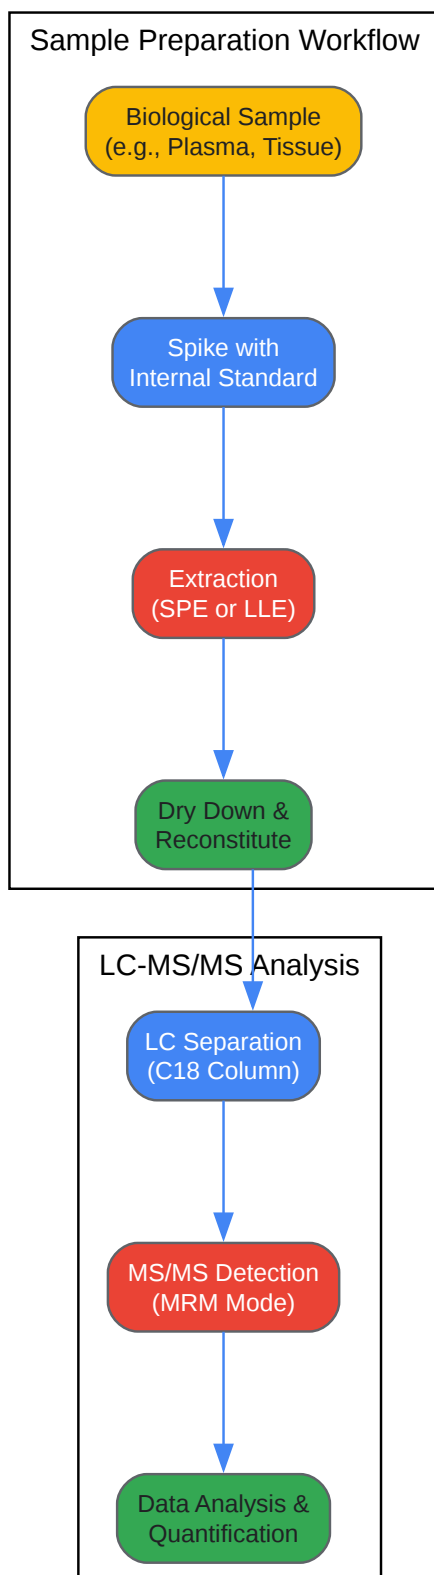 Sample Preparation Workflow
Biological Sample
(e.g., Plasma, Tissue)
Spike with
Internal Standard
Extraction
(SPE or LLE)
Dry Down &
Reconstitute
LC-MS/MS Analysis
LC Separation
(C18 Column)
MS/MS Detection
(MRM Mode)
Data Analysis &
Quantification